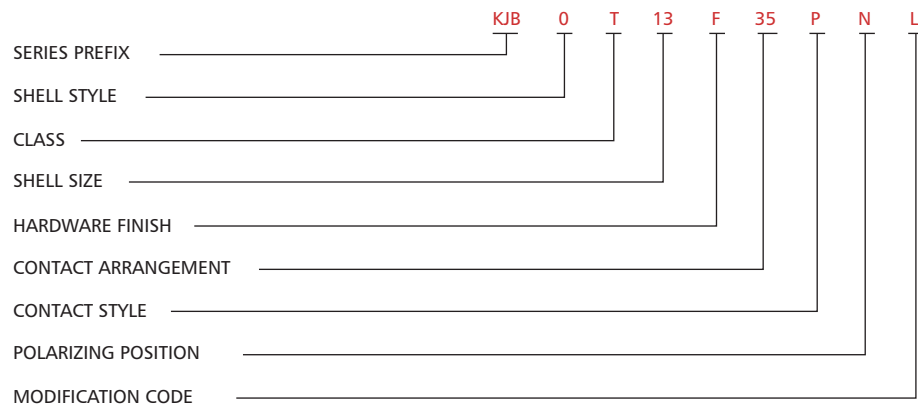 KJB 0 T 13 F 35 P N L
SERIES PREFIX
SHELL STYLE
CLASS
SHELL SIZE
HARDWARE FINISH
CONTACT ARRANGEMENT
CONTACT STYLE
POLARIZING POSITION
MODIFICATION CODE